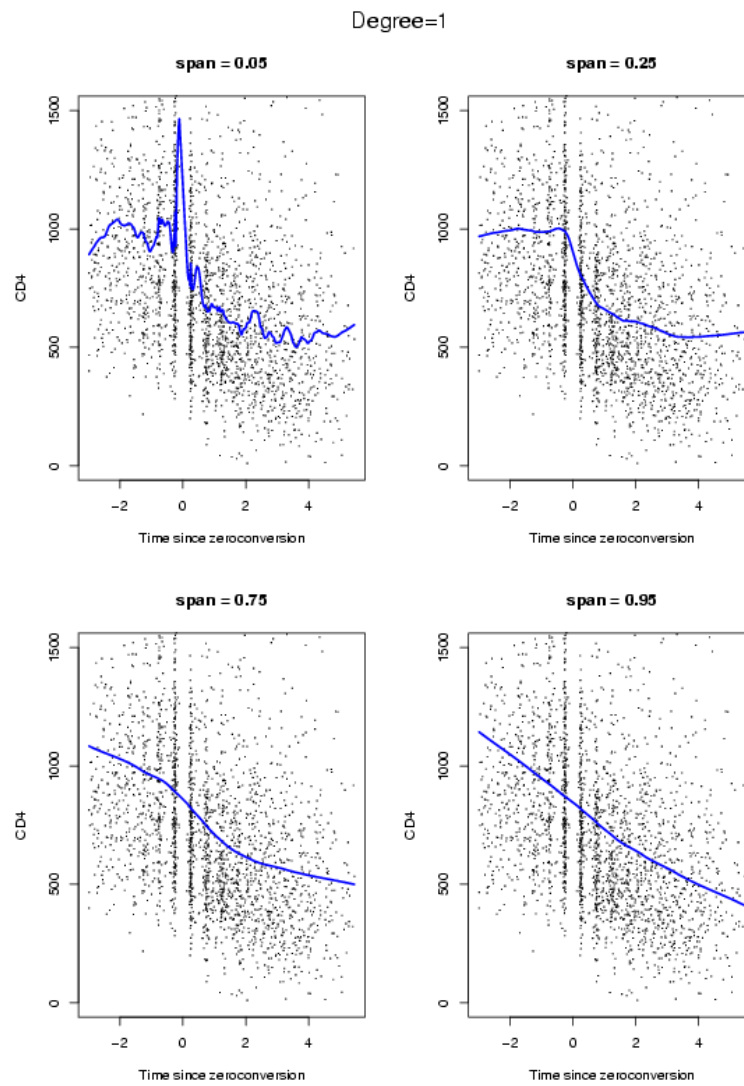 Degree=1
span = 0.05
1500
1000
500
0
CD4
−2 0 2 4
Time since zeroconversion
span = 0.25
1500
1000
500
0
CD4
−2 0 2 4
Time since zeroconversion
span = 0.75
1500
1000
500
0
CD4
−2 0 2 4
Time since zeroconversion
span = 0.95
1500
1000
500
0
CD4
−2 0 2 4
Time since zeroconversion